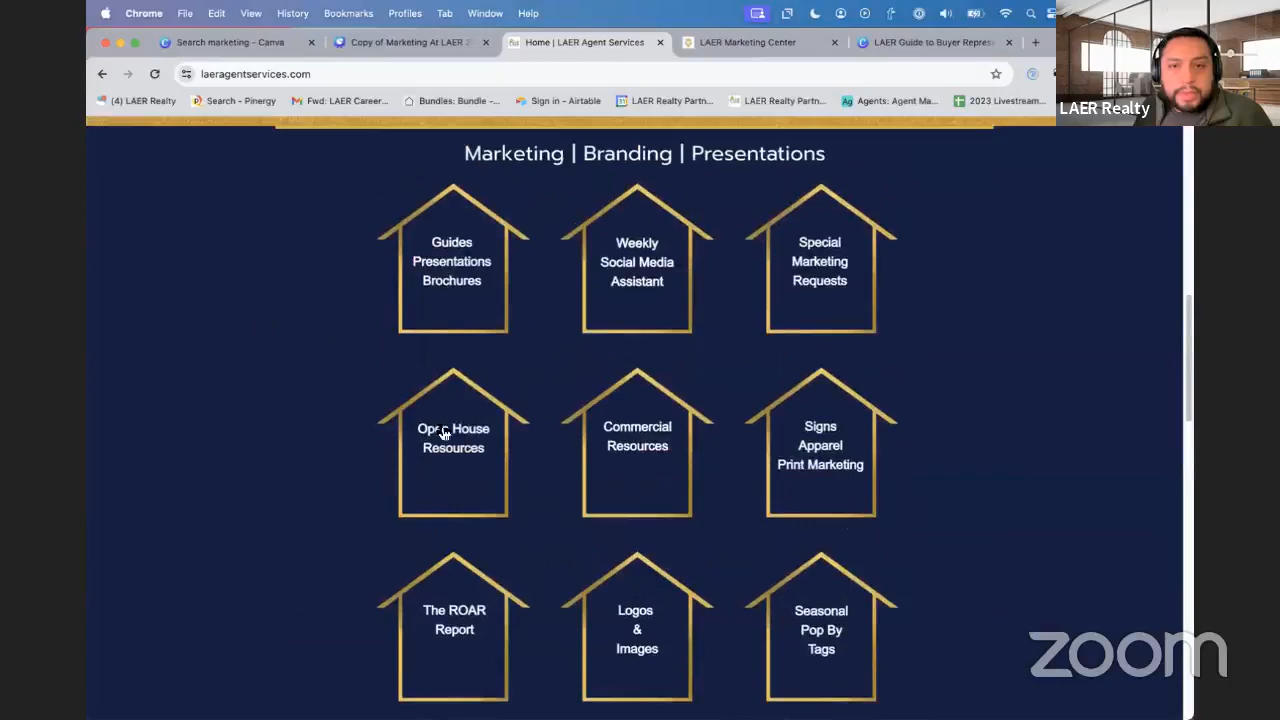 Chrome File Edit View History Bookmarks Profiles Tab Window Help
Search marketing - Canva
Copy of Marketing At LAER 2
Home | LAER Agent Services
LAER Marketing Center
LAER Guide to Buyer Repres
laeragentservices.com
(4) LAER Realty
Search - Pinergy
Fwd: LAER Career...
Bundles: Bundle -...
Sign in - Airtable
LAER Realty Partn...
LAER Realty Partn...
Agents: Agent Ma...
2023 Livestream...
LAER Realty
Marketing | Branding | Presentations
Guides
Presentations
Brochures
Weekly
Social Media
Assistant
Special
Marketing
Requests
Open House
Resources
Commercial
Resources
Signs
Apparel
Print Marketing
The ROAR
Report
Logos
&
Images
Seasonal
Pop By
Tags
zoom